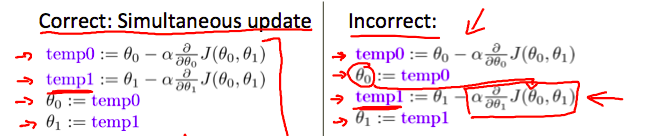 Correct: Simultaneous update
temp0 := θ₀ − α ∂/∂θ₀ J(θ₀, θ₁)
temp1 := θ₁ − α ∂/∂θ₁ J(θ₀, θ₁)
θ₀ := temp0
θ₁ := temp1
Incorrect:
temp0 := θ₀ − α ∂/∂θ₀ J(θ₀, θ₁)
θ₀ := temp0
temp1 := θ₁ − α ∂/∂θ₁ J(θ₀, θ₁)
θ₁ := temp1